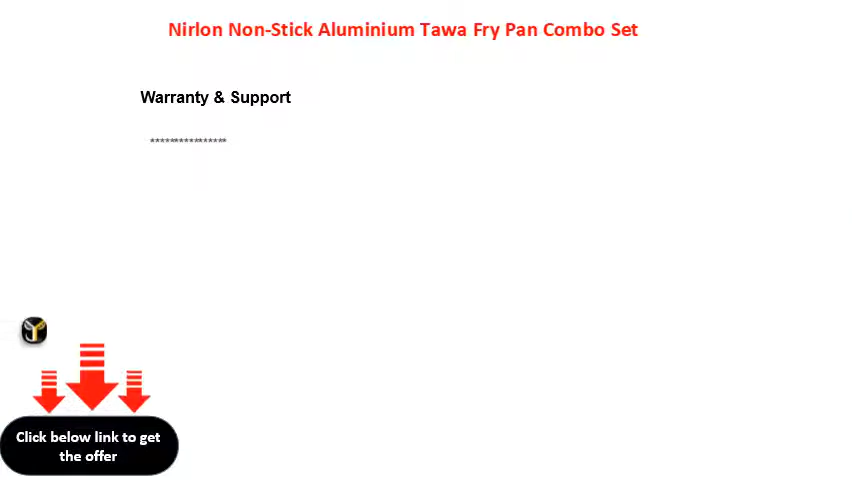 Nirlon Non-Stick Aluminium Tawa Fry Pan Combo Set
Warranty & Support
****************
Click below link to get
the offer